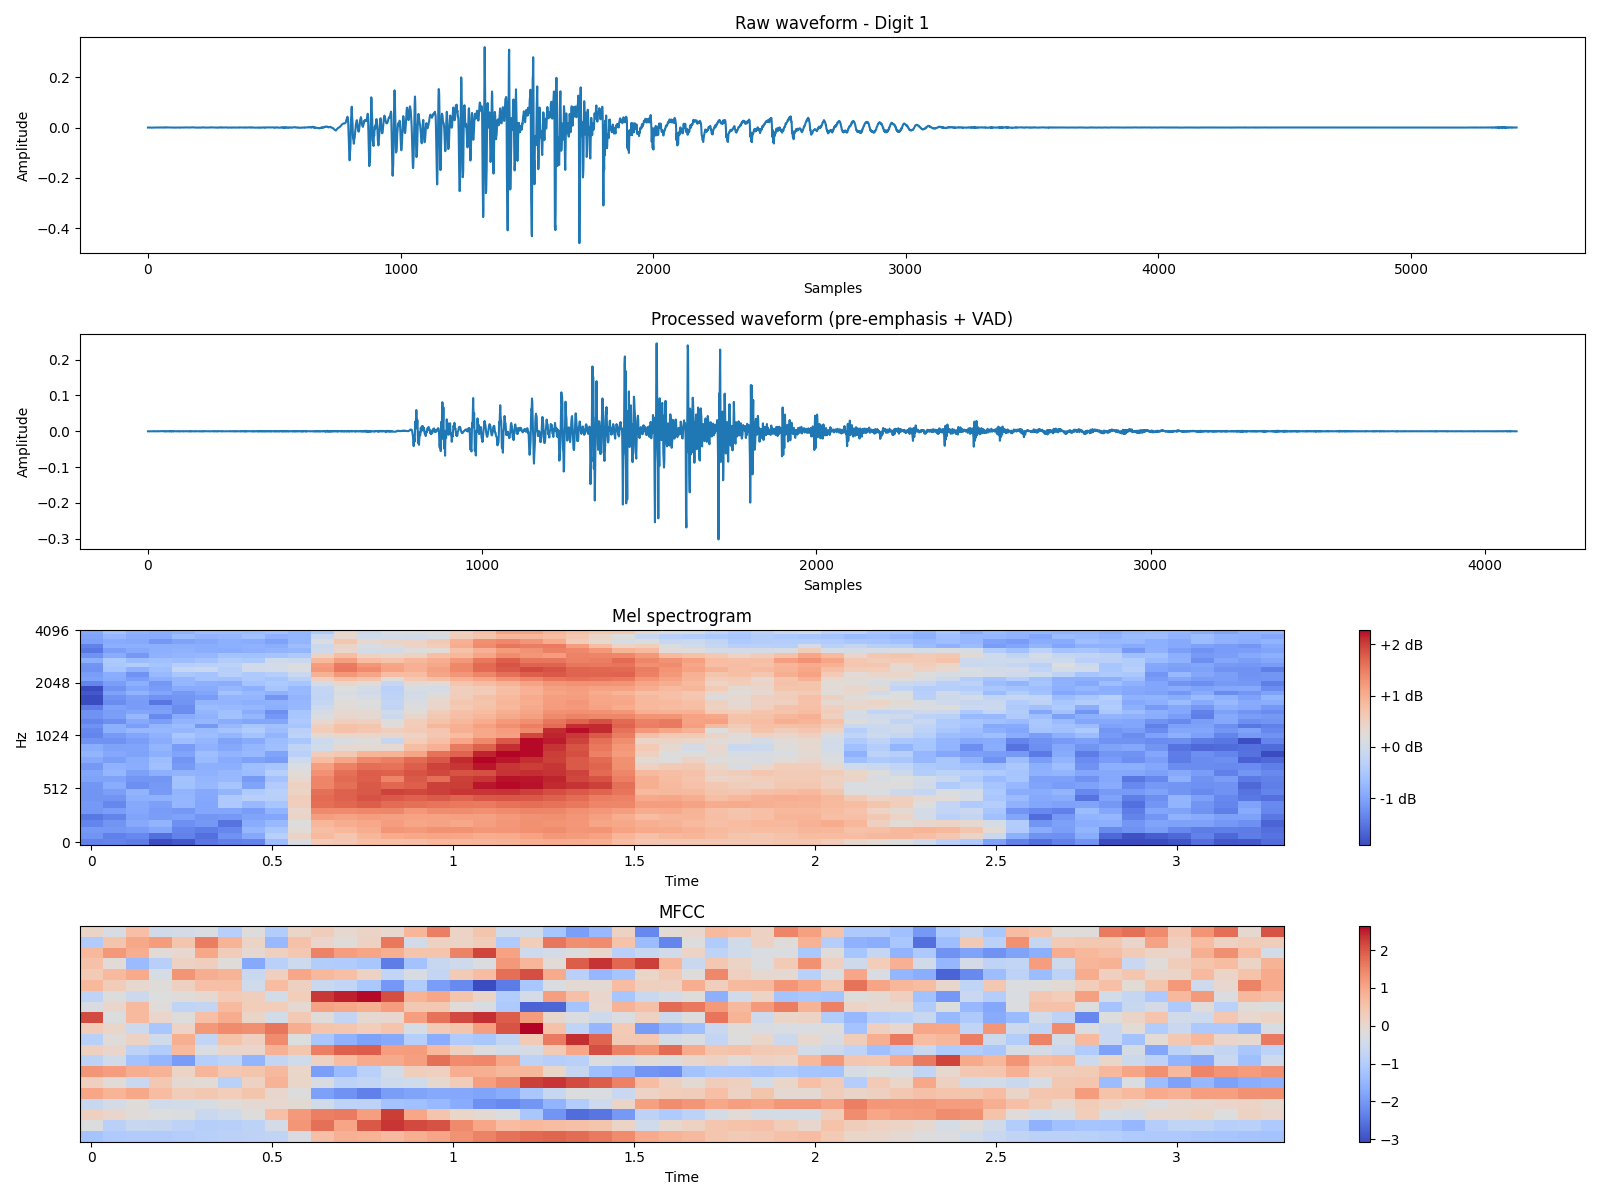 Raw waveform - Digit 1
0.2
0.0
−0.2
−0.4
Amplitude
0 1000 2000 3000 4000 5000
Samples
Processed waveform (pre-emphasis + VAD)
0.2
0.1
0.0
−0.1
−0.2
−0.3
Amplitude
0 1000 2000 3000 4000
Samples
Mel spectrogram
4096
2048
1024
512
0
Hz
0 0.5 1 1.5 2 2.5 3
Time
+2 dB
+1 dB
+0 dB
-1 dB
MFCC
0 0.5 1 1.5 2 2.5 3
Time
2
1
0
−1
−2
−3